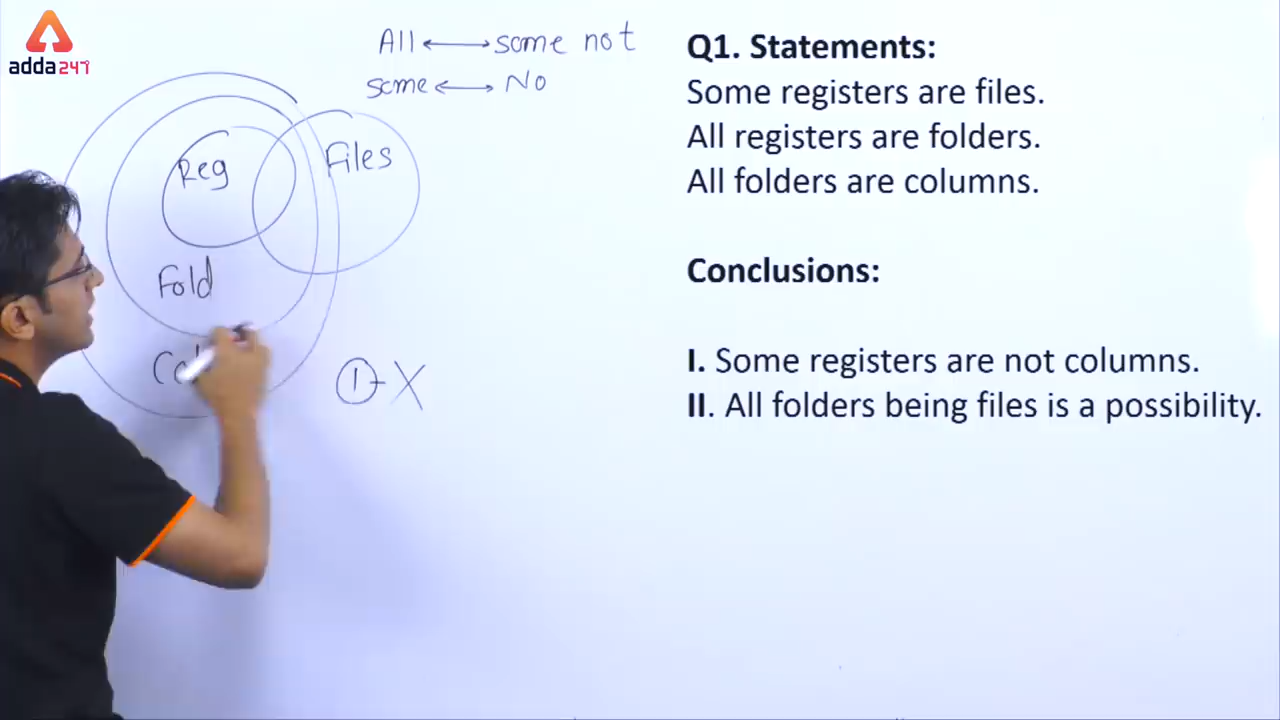 adda247
All ⟷ some not
some ⟷ No
Reg
Files
Fold
①- X
Q1. Statements:
Some registers are files.
All registers are folders.
All folders are columns.
Conclusions:
I. Some registers are not columns.
II. All folders being files is a possibility.